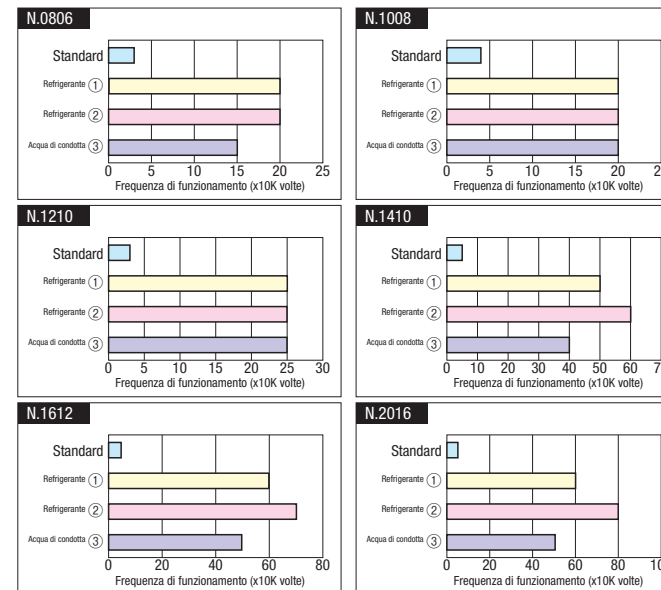 N.0806
Standard
Refrigerante ①
Refrigerante ②
Acqua di condotta ③
0 5 10 15 20 25
Frequenza di funzionamento (x10K volte)
N.1008
Standard
Refrigerante ①
Refrigerante ②
Acqua di condotta ③
0 5 10 15 20
Frequenza di funzionamento (x10K volte)
N.1210
Standard
Refrigerante ①
Refrigerante ②
Acqua di condotta ③
0 5 10 15 20 25 30
Frequenza di funzionamento (x10K volte)
N.1410
Standard
Refrigerante ①
Refrigerante ②
Acqua di condotta ③
0 10 20 30 40 50 60
Frequenza di funzionamento (x10K volte)
N.1612
Standard
Refrigerante ①
Refrigerante ②
Acqua di condotta ③
0 20 40 60 80
Frequenza di funzionamento (x10K volte)
N.2016
Standard
Refrigerante ①
Refrigerante ②
Acqua di condotta ③
0 20 40 60 80
Frequenza di funzionamento (x10K volte)